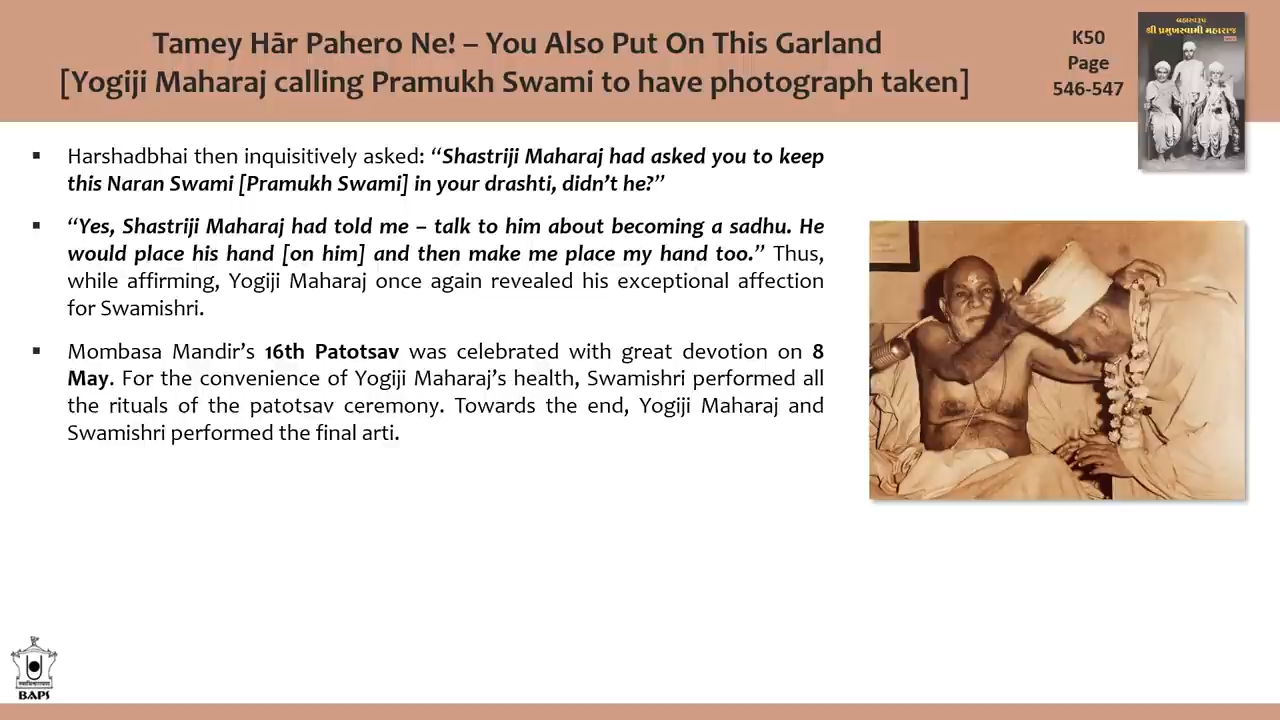 Tamey Hār Pahero Ne! – You Also Put On This Garland
[Yogiji Maharaj calling Pramukh Swami to have photograph taken]
K50
Page
546-547
શ્રી પ્રમુખસ્વામી મહારાજ
▪ Harshadbhai then inquisitively asked: “Shastriji Maharaj had asked you to keep
this Naran Swami [Pramukh Swami] in your drashti, didn’t he?”
▪ “Yes, Shastriji Maharaj had told me – talk to him about becoming a sadhu. He
would place his hand [on him] and then make me place my hand too.” Thus,
while affirming, Yogiji Maharaj once again revealed his exceptional affection
for Swamishri.
▪ Mombasa Mandir’s 16th Patotsav was celebrated with great devotion on 8
May. For the convenience of Yogiji Maharaj’s health, Swamishri performed all
the rituals of the patotsav ceremony. Towards the end, Yogiji Maharaj and
Swamishri performed the final arti.
BAPS